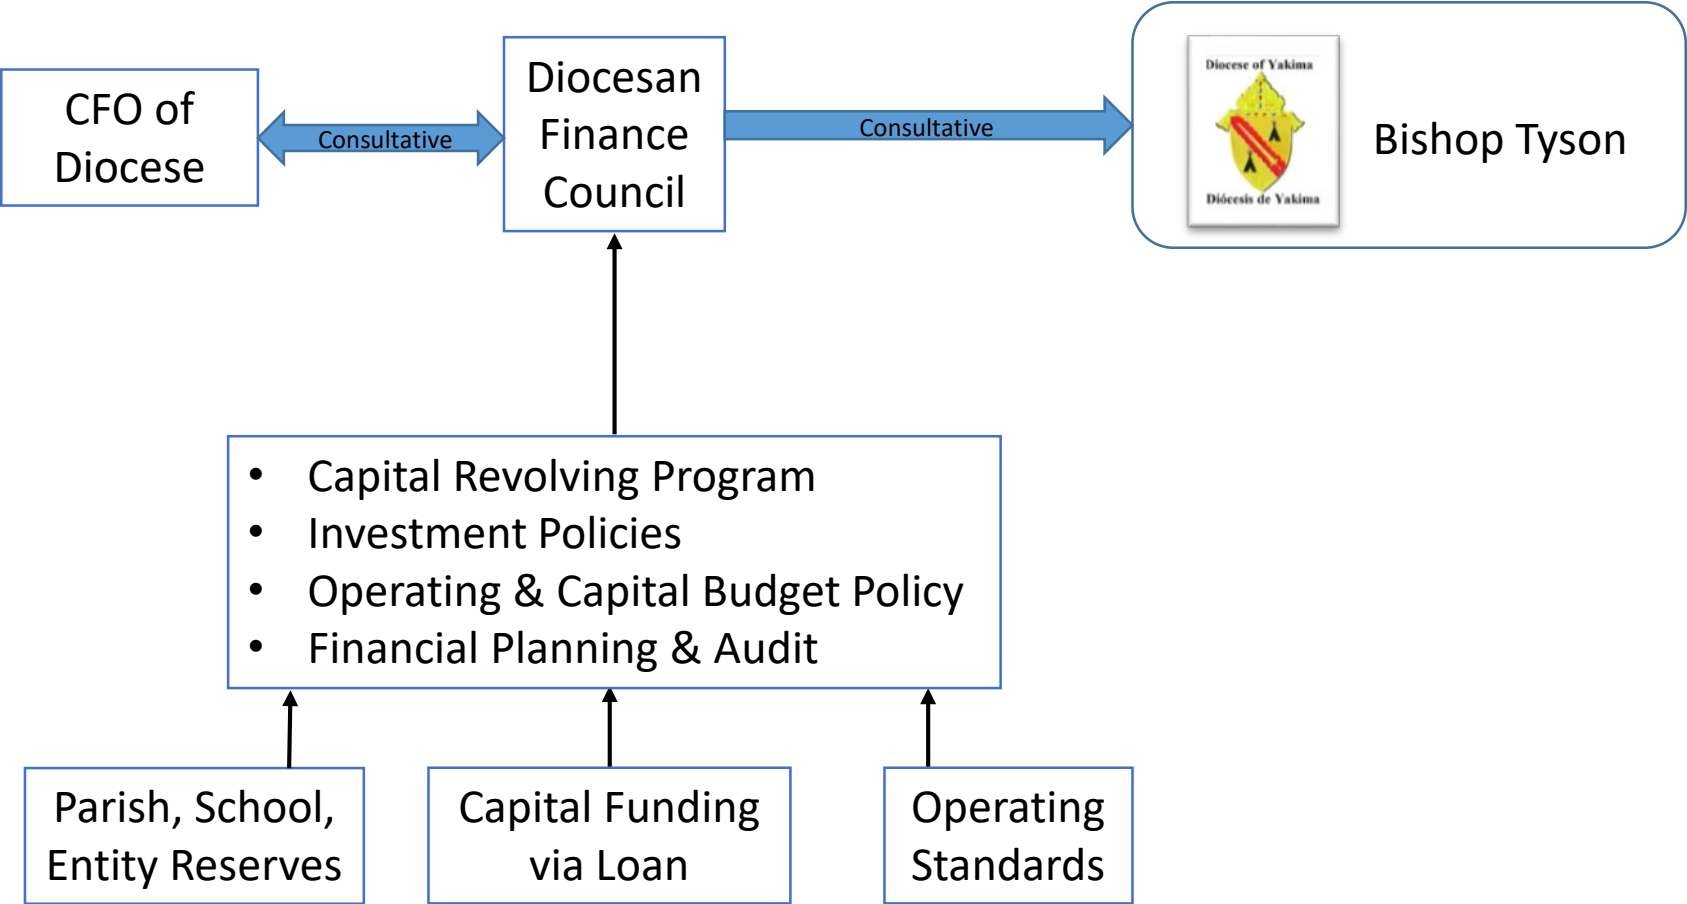 CFO of
Diocese
Consultative
Diocesan
Finance
Council
Consultative
Diocese of Yakima
Diócesis de Yakima
Bishop Tyson
• Capital Revolving Program
• Investment Policies
• Operating & Capital Budget Policy
• Financial Planning & Audit
Parish, School,
Entity Reserves
Capital Funding
via Loan
Operating
Standards